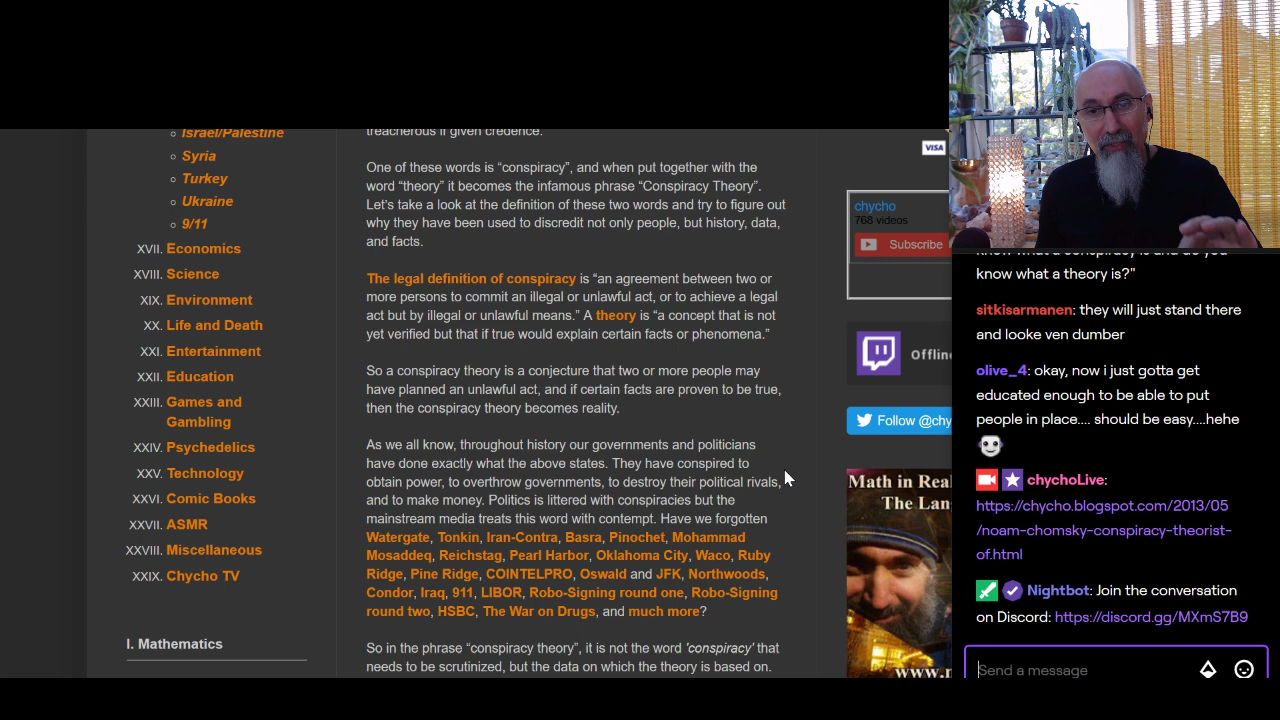 Israel/Palestine
Syria
Turkey
Ukraine
9/11
XVII. Economics
XVIII. Science
XIX. Environment
XX. Life and Death
XXI. Entertainment
XXII. Education
XXIII. Games and
Gambling
XXIV. Psychedelics
XXV. Technology
XXVI. Comic Books
XXVII. ASMR
XXVIII. Miscellaneous
XXIX. Chycho TV
I. Mathematics
treacherous if given credence.
One of these words is “conspiracy”, and when put together with the
word “theory” it becomes the infamous phrase “Conspiracy Theory”.
Let’s take a look at the definition of these two words and try to figure out
why they have been used to discredit not only people, but history, data,
and facts.
The legal definition of conspiracy is “an agreement between two or
more persons to commit an illegal or unlawful act, or to achieve a legal
act but by illegal or unlawful means.” A theory is “a concept that is not
yet verified but that if true would explain certain facts or phenomena.”
So a conspiracy theory is a conjecture that two or more people may
have planned an unlawful act, and if certain facts are proven to be true,
then the conspiracy theory becomes reality.
As we all know, throughout history our governments and politicians
have done exactly what the above states. They have conspired to
obtain power, to overthrow governments, to destroy their political rivals,
and to make money. Politics is littered with conspiracies but the
mainstream media treats this word with contempt. Have we forgotten
Watergate, Tonkin, Iran-Contra, Basra, Pinochet, Mohammad
Mosaddeq, Reichstag, Pearl Harbor, Oklahoma City, Waco, Ruby
Ridge, Pine Ridge, COINTELPRO, Oswald and JFK, Northwoods,
Condor, Iraq, 911, LIBOR, Robo-Signing round one, Robo-Signing
round two, HSBC, The War on Drugs, and much more?
So in the phrase “conspiracy theory”, it is not the word 'conspiracy' that
needs to be scrutinized, but the data on which the theory is based on.
VISA
chycho
768 videos
Subscribe
Offline
Follow @chy
Math in Real
The Lan
www.
know what a conspiracy is and do you
know what a theory is?”
sitkisarmanen: they will just stand there
and looke ven dumber
olive_4: okay, now i just gotta get
educated enough to be able to put
people in place.... should be easy....hehe
chychoLive:
https://chycho.blogspot.com/2013/05
/noam-chomsky-conspiracy-theorist-
of.html
Nightbot: Join the conversation
on Discord: https://discord.gg/MXmS7B9
Send a message